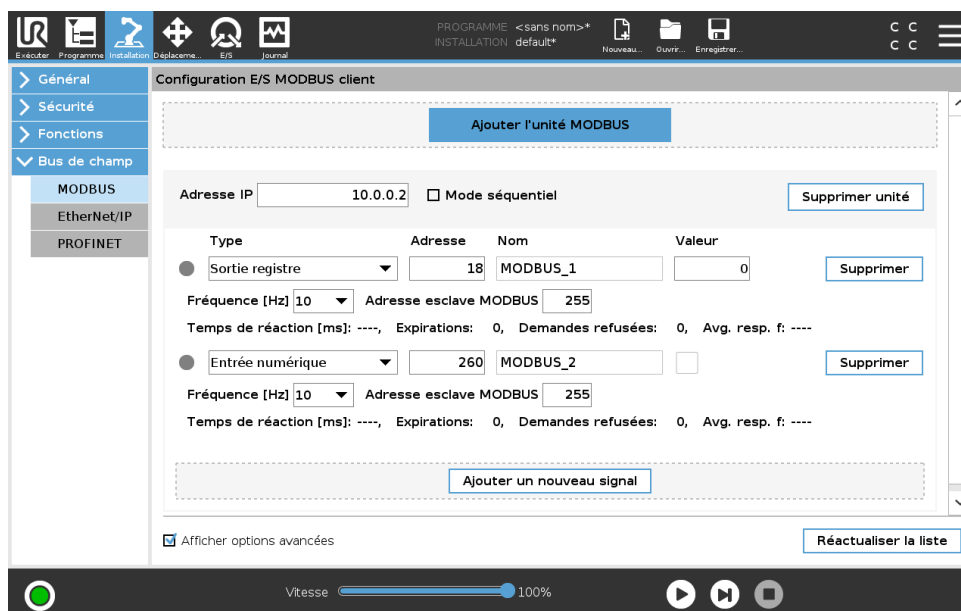 PROGRAMME <sans nom>*
INSTALLATION default*
Exécuter Programme Installation Déplaceme... E/S Journal Nouveau... Ouvrir... Enregistrer...
C C
C C
Général
Sécurité
Fonctions
Bus de champ
MODBUS
EtherNet/IP
PROFINET
Configuration E/S MODBUS client
Ajouter l'unité MODBUS
Adresse IP 10.0.0.2 Mode séquentiel Supprimer unité
Type Adresse Nom Valeur
Sortie registre 18 MODBUS_1 0 Supprimer
Fréquence [Hz] 10 Adresse esclave MODBUS 255
Temps de réaction [ms]: ----, Expirations: 0, Demandes refusées: 0, Avg. resp. f: ----
Entrée numérique 260 MODBUS_2 Supprimer
Fréquence [Hz] 10 Adresse esclave MODBUS 255
Temps de réaction [ms]: ----, Expirations: 0, Demandes refusées: 0, Avg. resp. f: ----
Ajouter un nouveau signal
Afficher options avancées Réactualiser la liste
Vitesse 100%